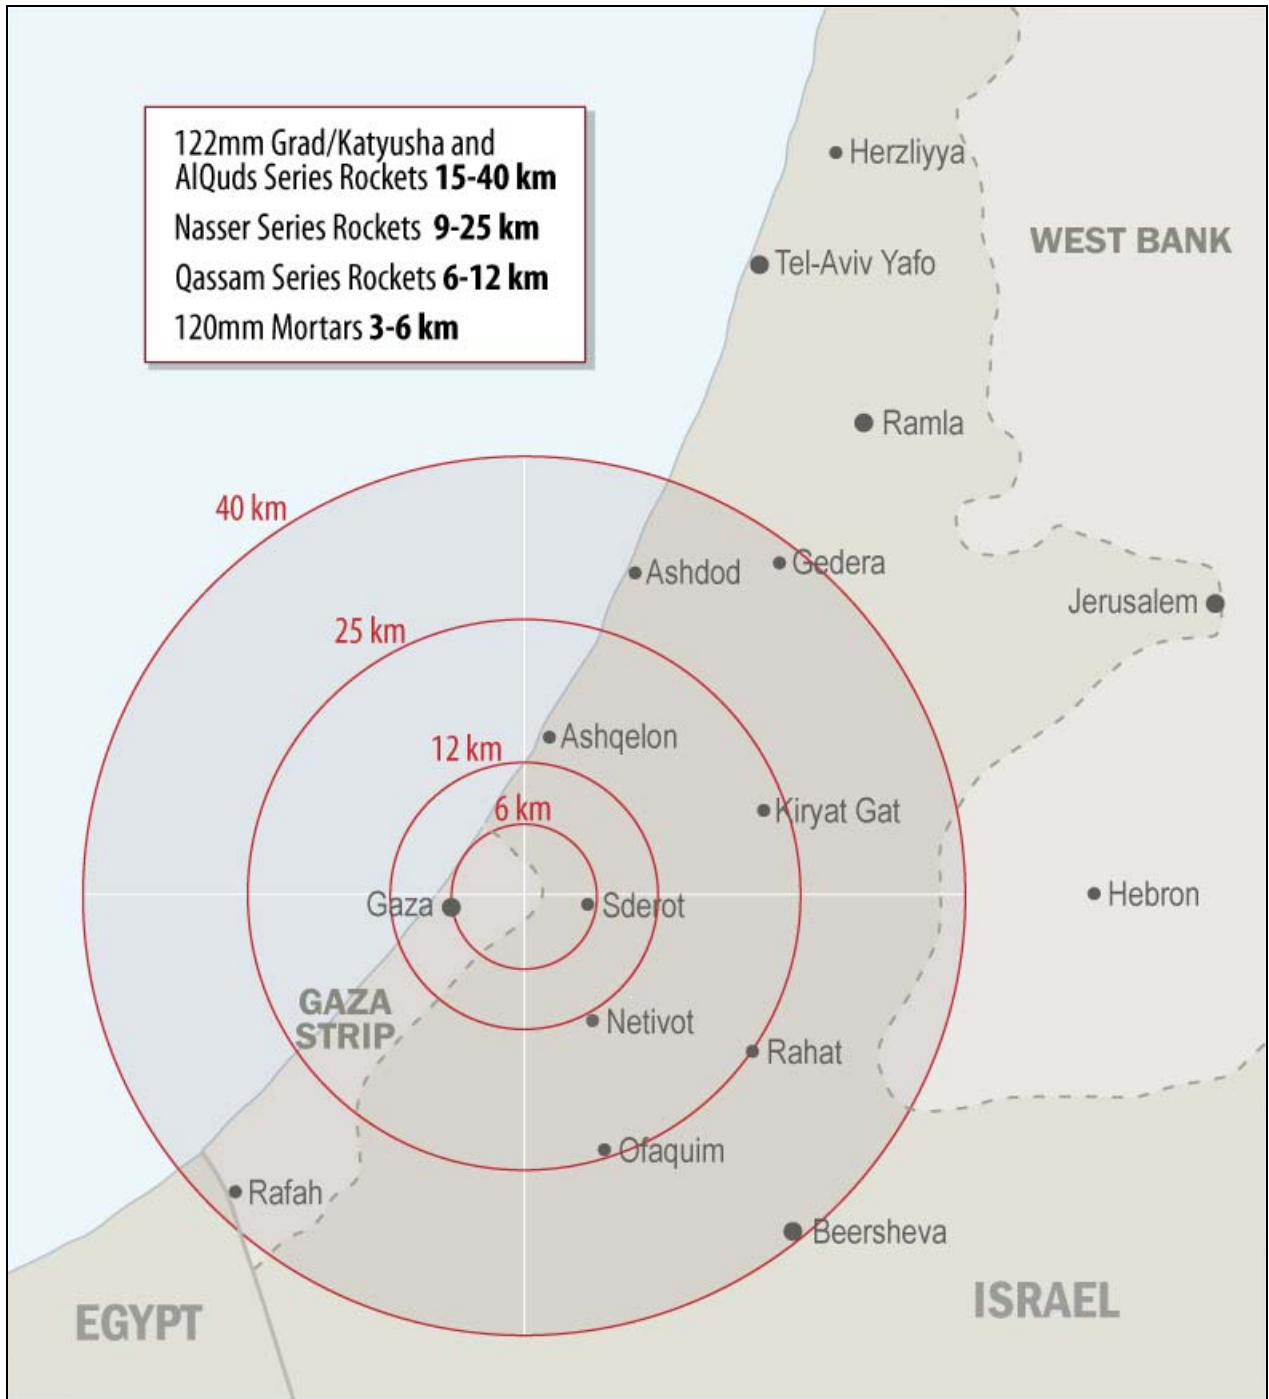 122mm Grad/Katyusha and
AlQuds Series Rockets 15-40 km
Nasser Series Rockets 9-25 km
Qassam Series Rockets 6-12 km
120mm Mortars 3-6 km
Herzliyya
WEST BANK
Tel-Aviv Yafo
Ramla
40 km
Ashdod
Gedera
Jerusalem
25 km
Ashqelon
12 km
6 km
Kiryat Gat
Hebron
Gaza
Sderot
GAZA
STRIP
Netivot
Rahat
Ofaquim
Rafah
Beersheva
ISRAEL
EGYPT